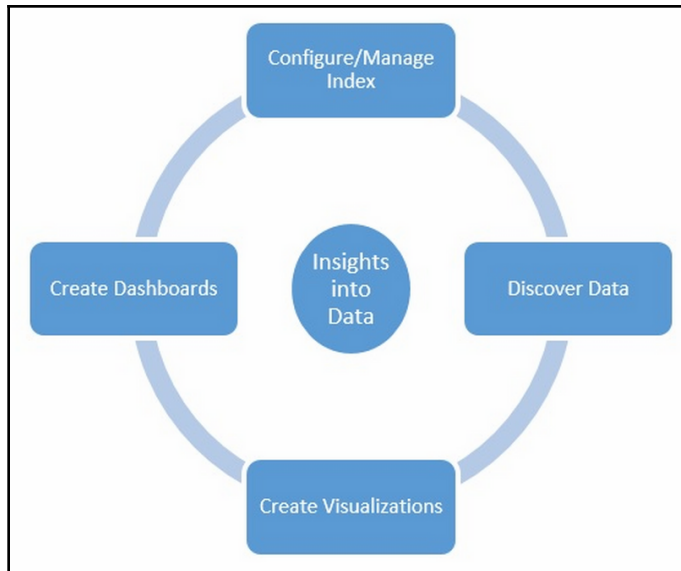 Configure/Manage
Index
Create Dashboards
Insights
into
Data
Discover Data
Create Visualizations